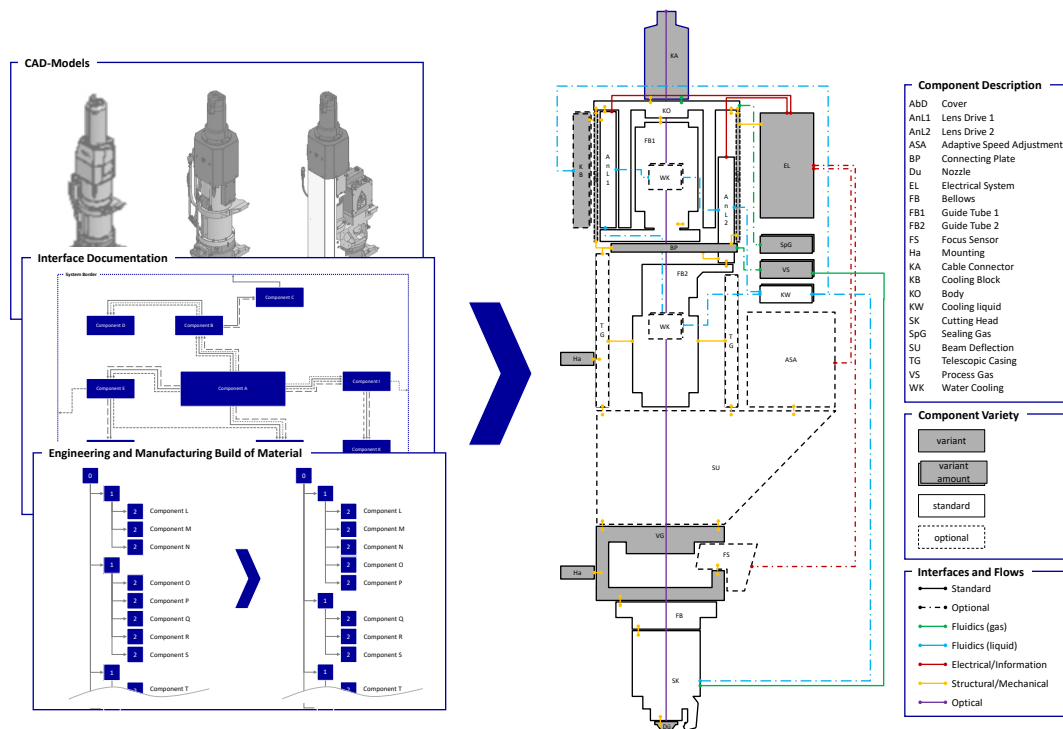 CAD-Models
Interface Documentation
System Border
Component C
Component D
Component B
Component E
Component A
Component I
Component K
Engineering and Manufacturing Build of Material
0
1
2 Component L
2 Component M
2 Component N
1
2 Component O
2 Component P
2 Component Q
2 Component R
2 Component S
1
2 Component T
0
1
2 Component L
2 Component M
2 Component N
2 Component O
2 Component P
1
2 Component Q
2 Component R
2 Component S
1
2 Component T
KA
KO
FB1
KB
AnL1
WK
AnL2
EL
BP
SpG
VS
KW
FB2
TG
WK
TG
Ha
ASA
SU
VG
FS
Ha
FB
SK
Du
Component Description
AbD Cover
AnL1 Lens Drive 1
AnL2 Lens Drive 2
ASA Adaptive Speed Adjustment
BP Connecting Plate
Du Nozzle
EL Electrical System
FB Bellows
FB1 Guide Tube 1
FB2 Guide Tube 2
FS Focus Sensor
Ha Mounting
KA Cable Connector
KB Cooling Block
KO Body
KW Cooling liquid
SK Cutting Head
SpG Sealing Gas
SU Beam Deflection
TG Telescopic Casing
VS Process Gas
WK Water Cooling
Component Variety
variant
variant
amount
standard
optional
Interfaces and Flows
Standard
Optional
Fluidics (gas)
Fluidics (liquid)
Electrical/Information
Structural/Mechanical
Optical